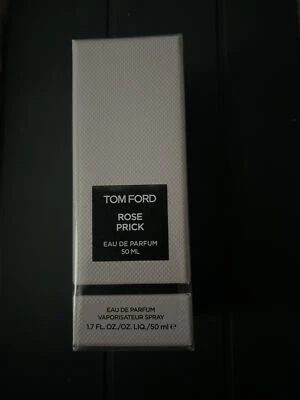 TOM FORD
ROSE
PRICK
EAU DE PARFUM
50 ML
EAU DE PARFUM
VAPORISATEUR SPRAY
1.7 FL. OZ./OZ. LIQ./50 ml ℮